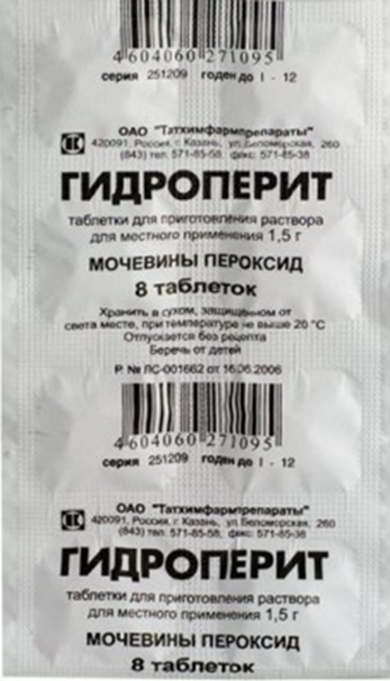 4 604060 271095
серия 251209 годен до I - 12
ОАО "Татхимфармпрепараты"
420091, Россия, г. Казань, ул. Беломорская, 260
(843) тел. 571-85-58, факс: 571-85-38
ГИДРОПЕРИТ
таблетки для приготовления раствора
для местного применения 1,5 г
МОЧЕВИНЫ ПЕРОКСИД
8 таблеток
Хранить в сухом, защищенном от
света месте, при температуре не выше 20 °С
Отпускается без рецепта
Беречь от детей
Р. № ЛС-001662 от 16.06.2006
4 604060 271095
серия 251209 годен до I - 12
ОАО "Татхимфармпрепараты"
420091, Россия, г. Казань, ул. Беломорская, 260
(843) тел. 571-85-58, факс: 571-85-38
ГИДРОПЕРИТ
таблетки для приготовления раствора
для местного применения 1,5 г
МОЧЕВИНЫ ПЕРОКСИД
8 таблеток